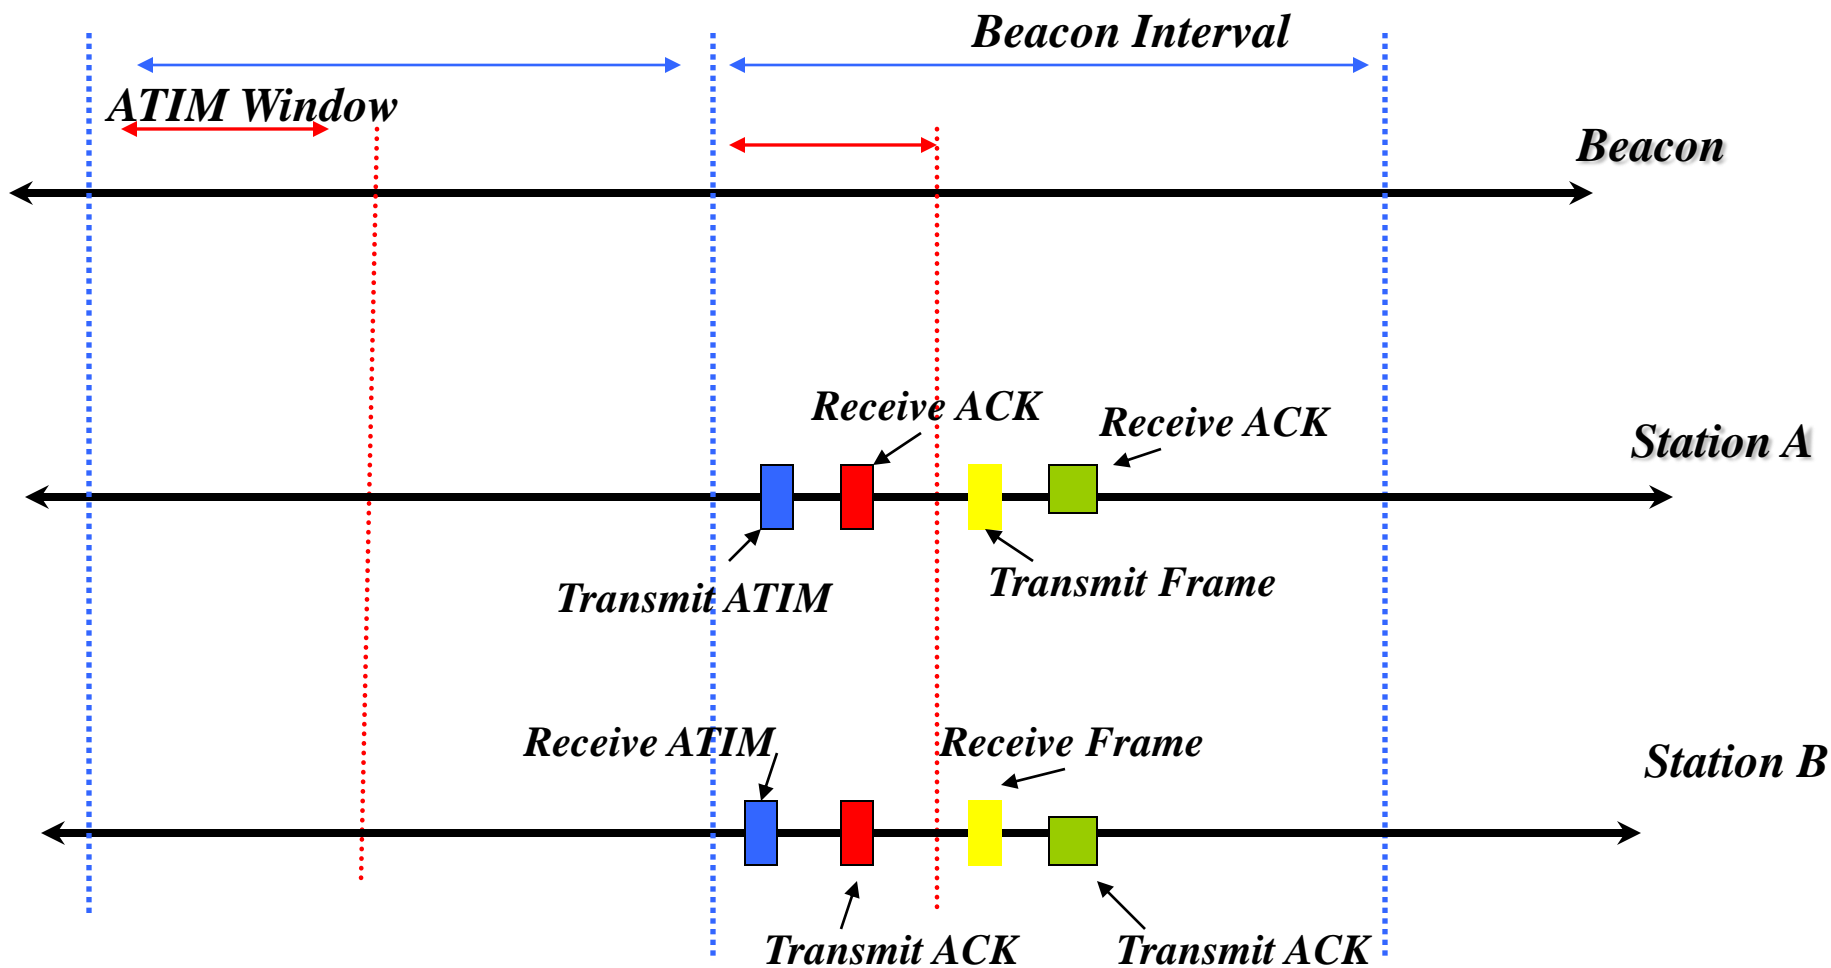 Beacon Interval
ATIM Window
Beacon
Receive ACK
Receive ACK
Station A
Transmit ATIM
Transmit Frame
Receive ATIM
Receive Frame
Station B
Transmit ACK
Transmit ACK